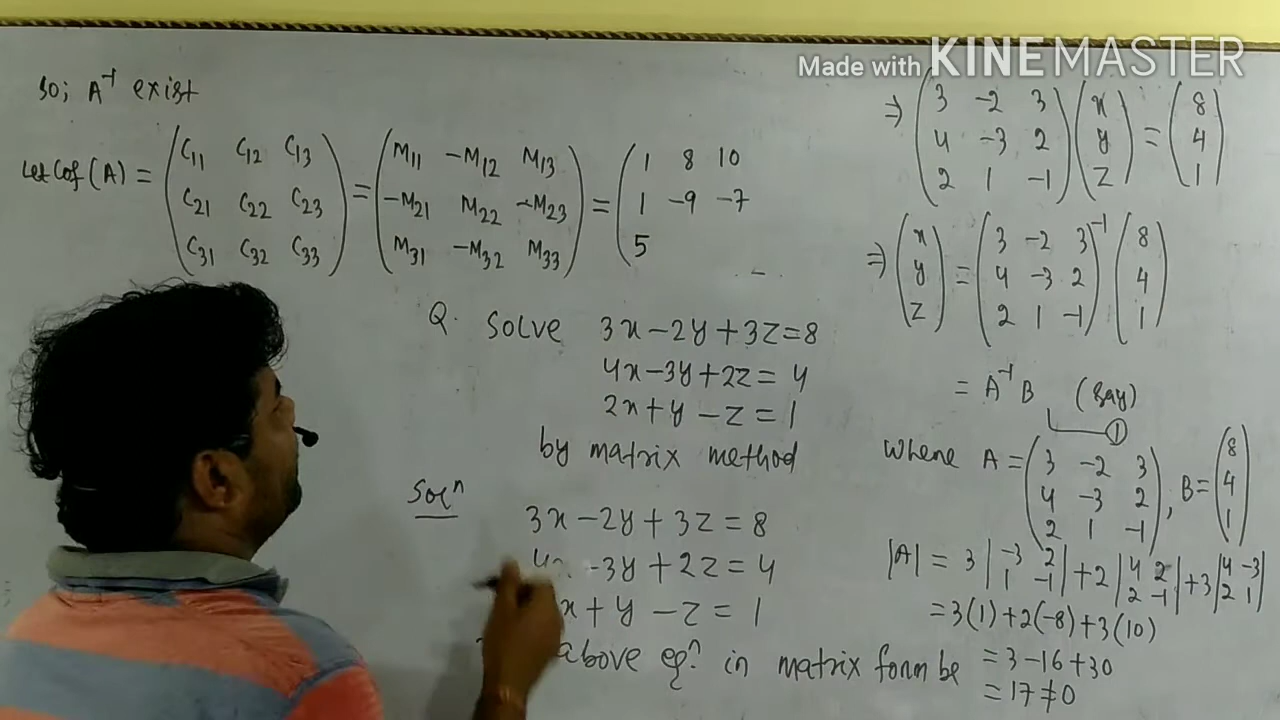 Made with KINEMASTER
So; A⁻¹ exist
Let Cof(A) = (C11 C12 C13 = (M11 -M12 M13 = (1 8 10
C21 C22 C23) -M21 M22 -M23) 1 -9 -7
C31 C32 C33 M31 -M32 M33 5
Q. Solve 3x-2y+3z=8
4x-3y+2z=4
2x+y-z=1
by matrix method
Solⁿ
3x-2y+3z=8
-3y+2z=4
x+y-z=1
above eqⁿ in matrix form be
⇒ (3 -2 3) (x) = (8)
(4 -3 2) (y) (4)
(2 1 -1) (z) (1)
⇒ (x) = (3 -2 3)⁻¹ (8)
(y) (4 -3 2) (4)
(z) (2 1 -1) (1)
= A⁻¹B (say)
①
Where A = (3 -2 3), B = (8)
(4 -3 2) (4)
(2 1 -1) (1)
|A| = 3 |-3 2| + 2 |4 2| + 3 |4 -3|
|1 -1| |2 -1| |2 1|
= 3(1)+2(-8)+3(10)
= 3-16+30
= 17≠0